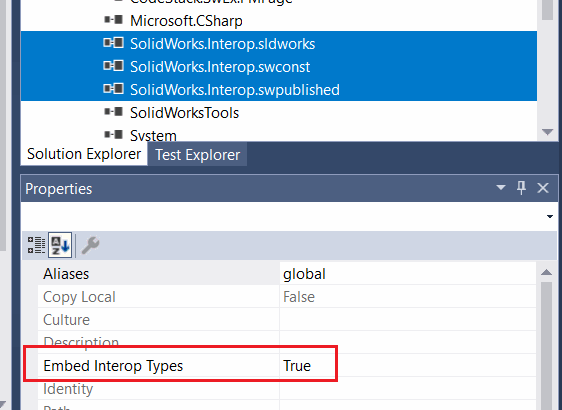 CodeStack.SwEx.PMPage
Microsoft.CSharp
SolidWorks.Interop.sldworks
SolidWorks.Interop.swconst
SolidWorks.Interop.swpublished
SolidWorksTools
System
Solution Explorer Test Explorer
Properties
Aliases global
Copy Local False
Culture
Description
Embed Interop Types True
Identity
Path